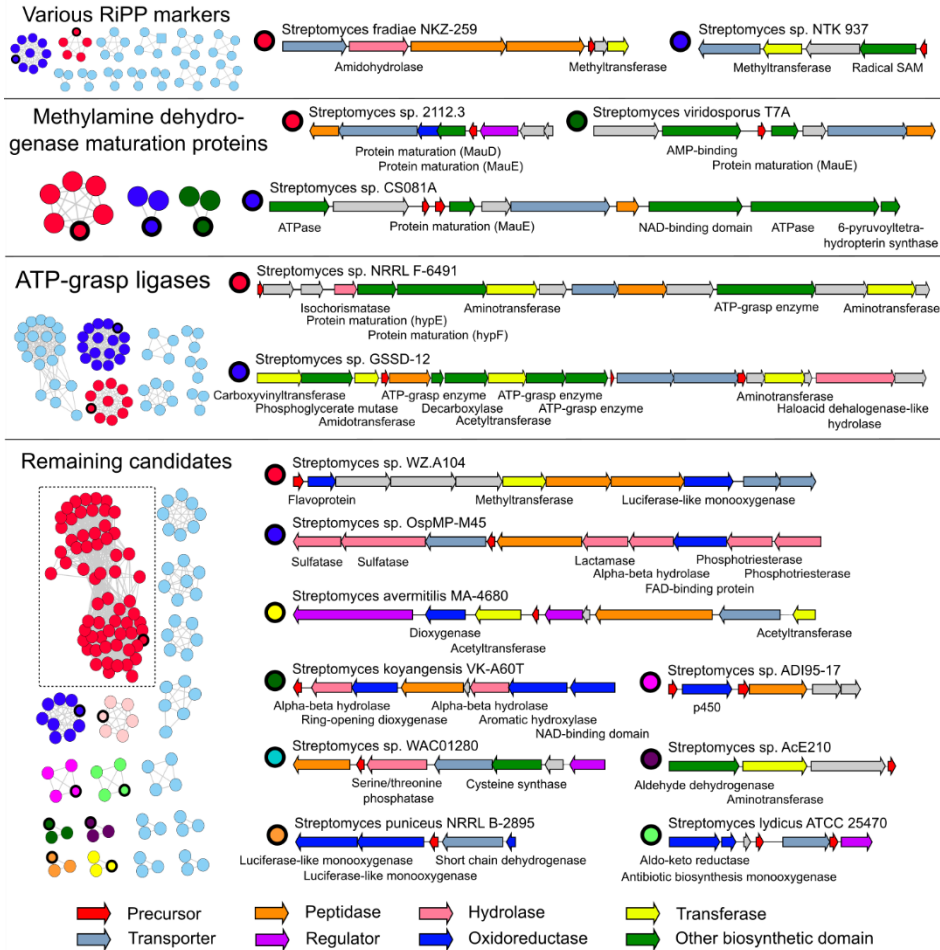 Various RiPP markers
Streptomyces fradiae NKZ-259
Amidohydrolase
Methyltransferase
Streptomyces sp. NTK 937
Methyltransferase
Radical SAM
Methylamine dehydro-
genase maturation proteins
Streptomyces sp. 2112.3
Protein maturation (MauD)
Protein maturation (MauE)
Streptomyces viridosporus T7A
AMP-binding
Protein maturation (MauE)
Streptomyces sp. CS081A
ATPase
Protein maturation (MauE)
NAD-binding domain
ATPase
6-pyruvoyltetra-
hydropterin synthase
ATP-grasp ligases
Streptomyces sp. NRRL F-6491
Isochorismatase
Aminotransferase
ATP-grasp enzyme
Aminotransferase
Protein maturation (hypE)
Protein maturation (hypF)
Streptomyces sp. GSSD-12
Carboxyvinyltransferase
ATP-grasp enzyme
ATP-grasp enzyme
Aminotransferase
Phosphoglycerate mutase
Decarboxylase
ATP-grasp enzyme
Haloacid dehalogenase-like
hydrolase
Amidotransferase
Acetyltransferase
Remaining candidates
Streptomyces sp. WZ.A104
Flavoprotein
Methyltransferase
Luciferase-like monooxygenase
Streptomyces sp. OspMP-M45
Sulfatase
Sulfatase
Lactamase
Phosphotriesterase
Alpha-beta hydrolase
Phosphotriesterase
FAD-binding protein
Streptomyces avermitilis MA-4680
Dioxygenase
Acetyltransferase
Acetyltransferase
Streptomyces koyangensis VK-A60T
Alpha-beta hydrolase
Alpha-beta hydrolase
Ring-opening dioxygenase
Aromatic hydroxylase
NAD-binding domain
Streptomyces sp. ADI95-17
p450
Streptomyces sp. WAC01280
Serine/threonine
phosphatase
Cysteine synthase
Streptomyces sp. AcE210
Aldehyde dehydrogenase
Aminotransferase
Streptomyces puniceus NRRL B-2895
Luciferase-like monooxygenase
Short chain dehydrogenase
Luciferase-like monooxygenase
Streptomyces lydicus ATCC 25470
Aldo-keto reductase
Antibiotic biosynthesis monooxygenase
Precursor
Peptidase
Hydrolase
Transferase
Transporter
Regulator
Oxidoreductase
Other biosynthetic domain